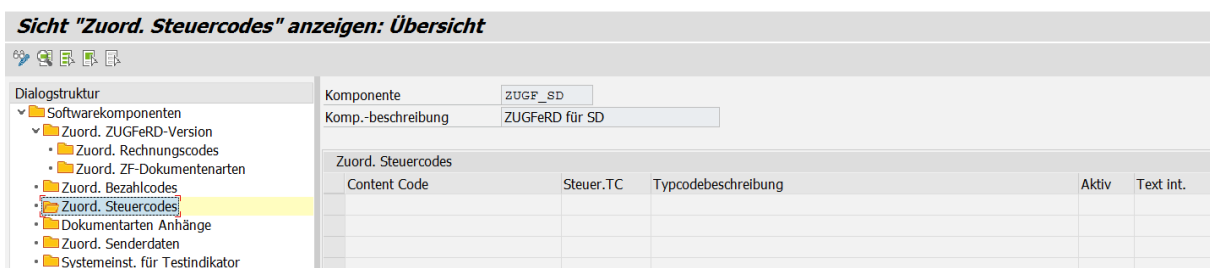 Sicht "Zuord. Steuercodes" anzeigen: Übersicht
Dialogstruktur
Softwarekomponenten
Zuord. ZUGFeRD-Version
Zuord. Rechnungscodes
Zuord. ZF-Dokumentenarten
Zuord. Bezahlcodes
Zuord. Steuercodes
Dokumentarten Anhänge
Zuord. Senderdaten
Systemeinst. für Testindikator
Komponente ZUGF_SD
Komp.-beschreibung ZUGFeRD für SD
Zuord. Steuercodes
Content Code Steuer.TC Typcodebeschreibung Aktiv Text int.